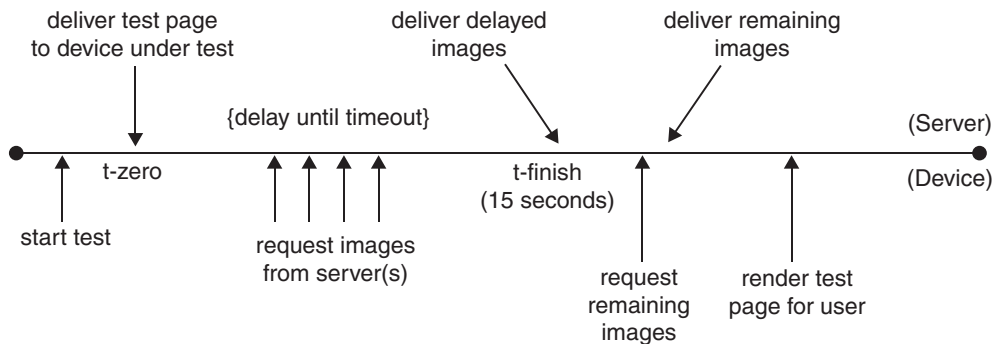 deliver test page
to device under test
deliver delayed
images
deliver remaining
images
{delay until timeout}
(Server)
t-zero
t-finish
(15 seconds)
(Device)
start test
request images
from server(s)
request
remaining
images
render test
page for user